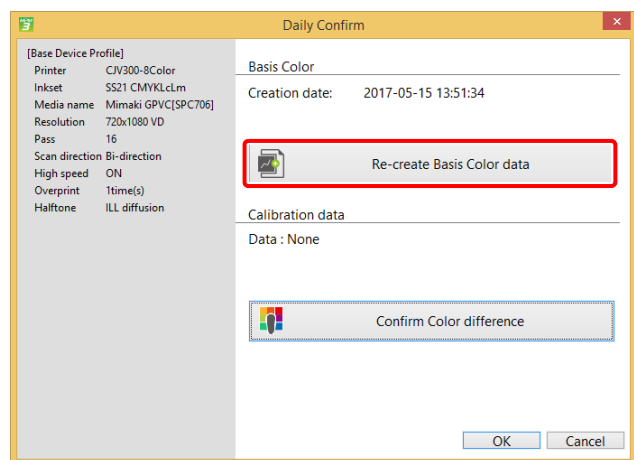 Daily Confirm
[Base Device Profile]
Printer CJV300-8Color
Inkset SS21 CMYKLcLm
Media name Mimaki GPVC[SPC706]
Resolution 720x1080 VD
Pass 16
Scan direction Bi-direction
High speed ON
Overprint 1time(s)
Halftone ILL diffusion
Basis Color
Creation date: 2017-05-15 13:51:34
Re-create Basis Color data
Calibration data
Data : None
Confirm Color difference
OK Cancel